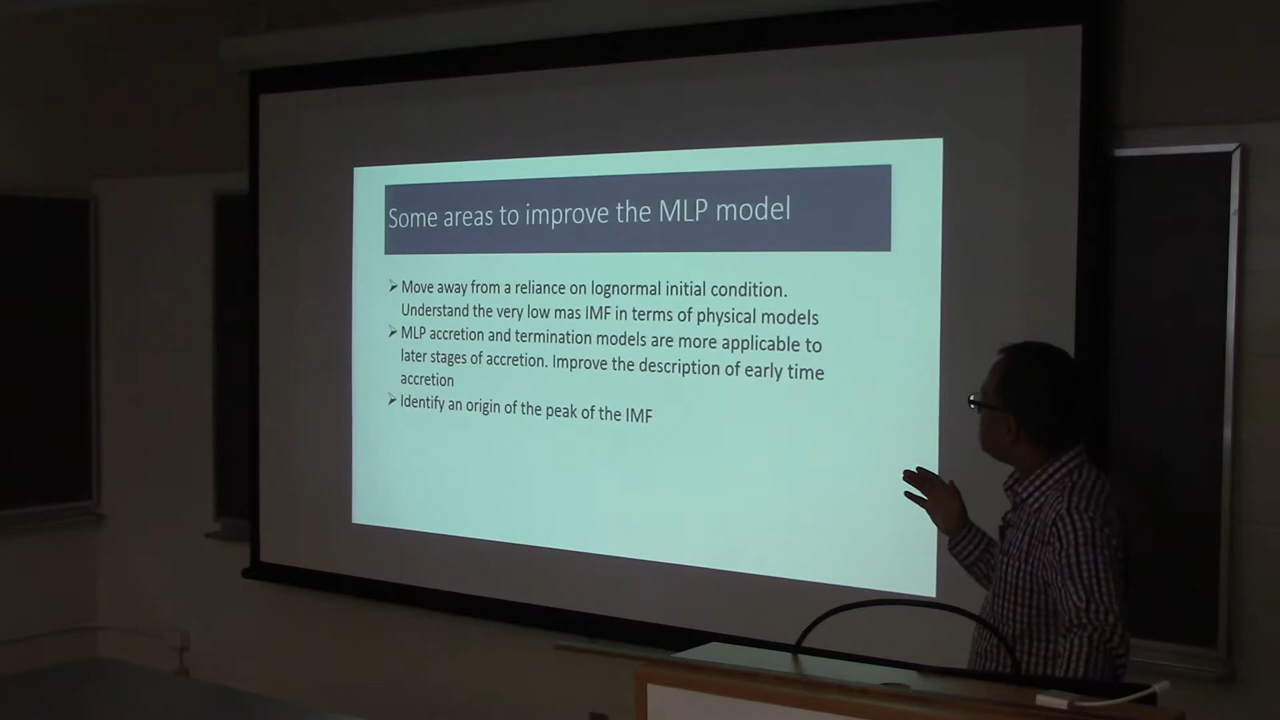 Some areas to improve the MLP model
➢ Move away from a reliance on lognormal initial condition.
Understand the very low mas IMF in terms of physical models
➢ MLP accretion and termination models are more applicable to
later stages of accretion. Improve the description of early time
accretion
➢ Identify an origin of the peak of the IMF